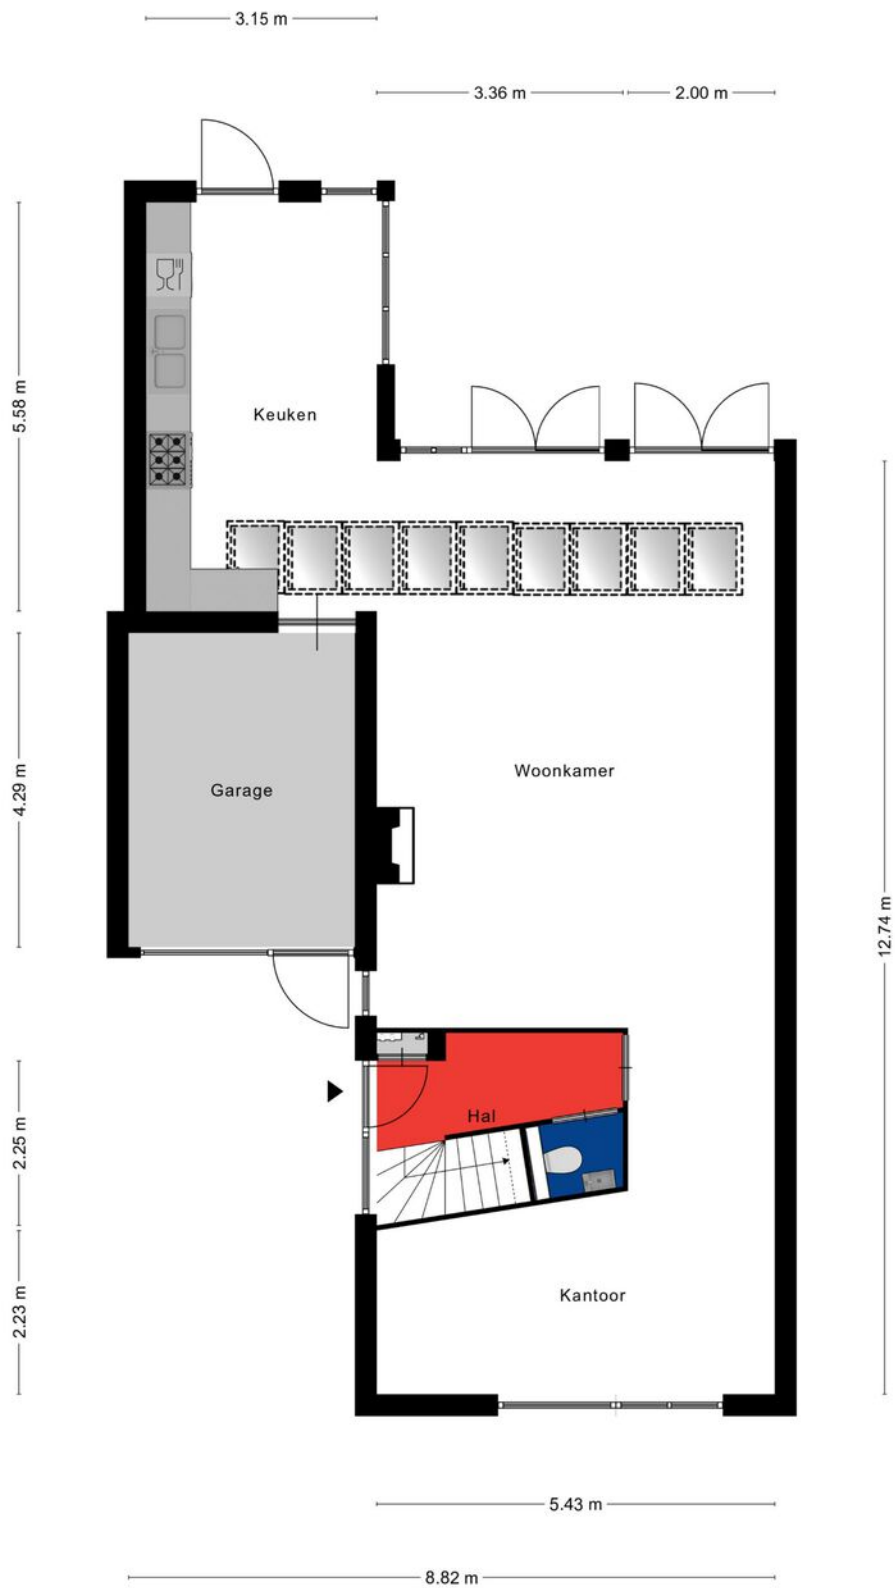 3.15 m
3.36 m
2.00 m
5.58 m
Keuken
Woonkamer
Garage
4.29 m
12.74 m
Hal
2.25 m
Kantoor
2.23 m
5.43 m
8.82 m